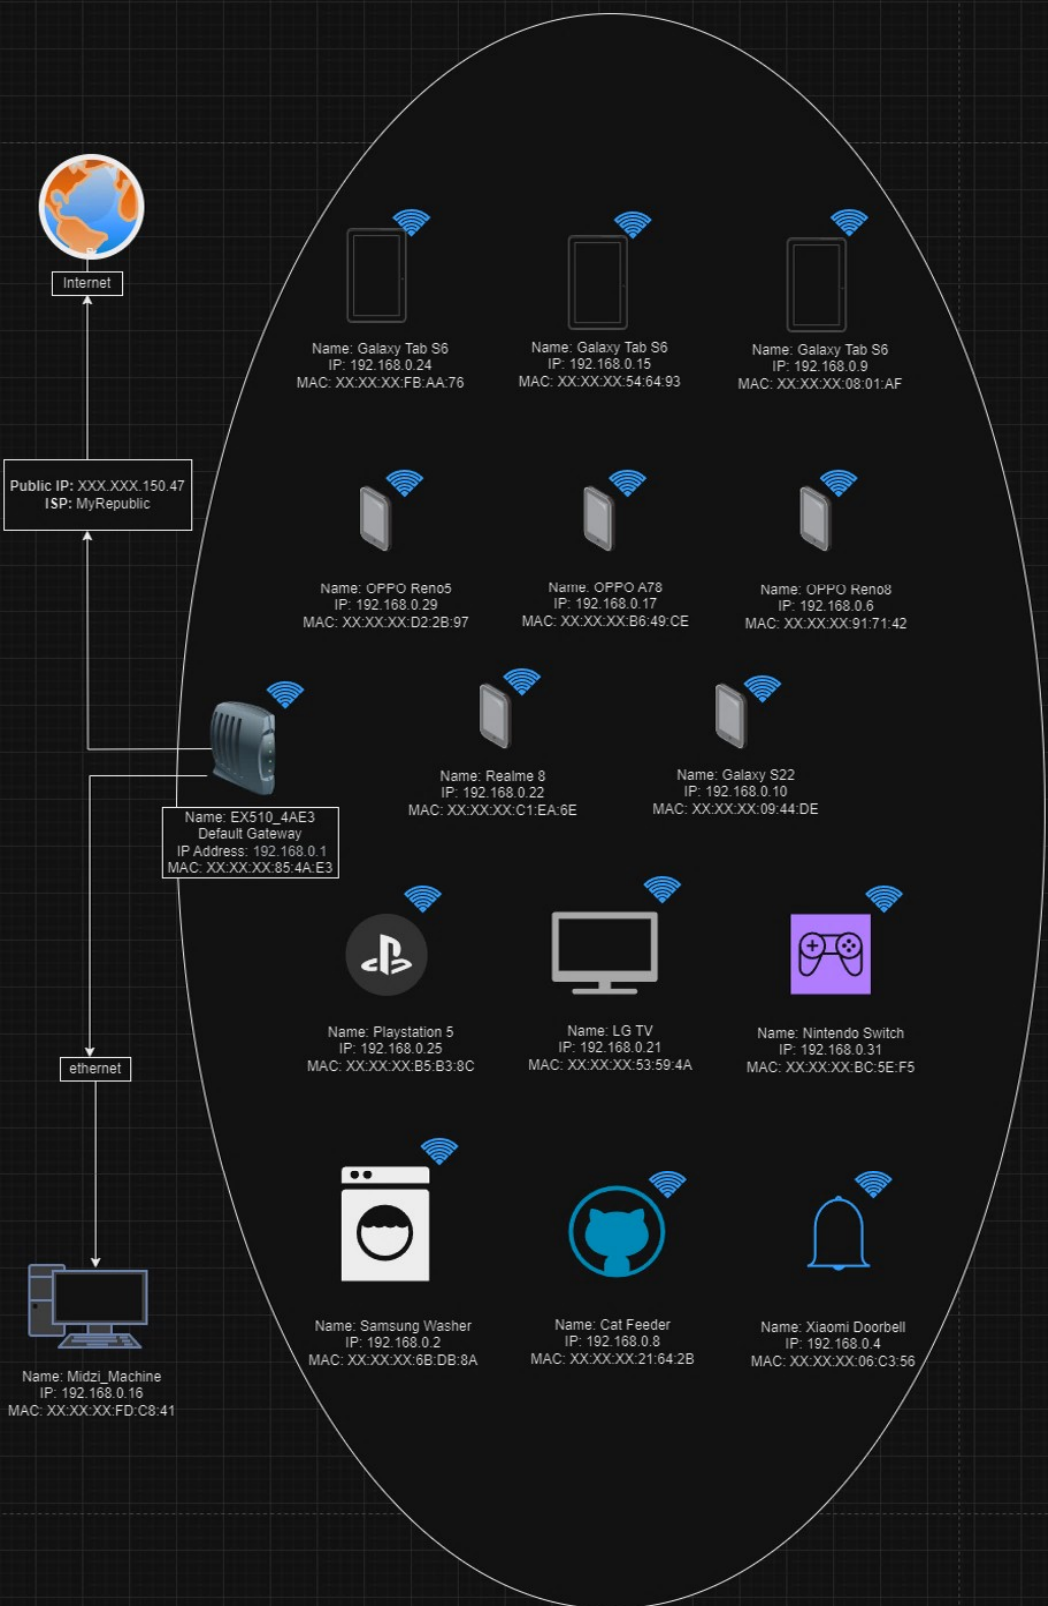 Internet
Name: Galaxy Tab S6
IP: 192.168.0.24
MAC: XX:XX:XX:FB:AA:76
Name: Galaxy Tab S6
IP: 192.168.0.15
MAC: XX:XX:XX:54:64:93
Name: Galaxy Tab S6
IP: 192.168.0.9
MAC: XX:XX:XX:08:01:AF
Public IP: XXX.XXX.150.47
ISP: MyRepublic
Name: OPPO Reno5
IP: 192.168.0.29
MAC: XX:XX:XX:D2:2B:97
Name: OPPO A78
IP: 192.168.0.17
MAC: XX:XX:XX:B6:49:CE
Name: OPPO Reno8
IP: 192.168.0.6
MAC: XX:XX:XX:91:71:42
Name: Realme 8
IP: 192.168.0.22
MAC: XX:XX:XX:C1:EA:6E
Name: Galaxy S22
IP: 192.168.0.10
MAC: XX:XX:XX:09:44:DE
Name: EX510_4AE3
Default Gateway
IP Address: 192.168.0.1
MAC: XX:XX:XX:85:4A:E3
Name: Playstation 5
IP: 192.168.0.25
MAC: XX:XX:XX:B5:B3:8C
Name: LG TV
IP: 192.168.0.21
MAC: XX:XX:XX:53:59:4A
Name: Nintendo Switch
IP: 192.168.0.31
MAC: XX:XX:XX:BC:5E:F5
ethernet
Name: Samsung Washer
IP: 192.168.0.2
MAC: XX:XX:XX:6B:DB:8A
Name: Cat Feeder
IP: 192.168.0.8
MAC: XX:XX:XX:21:64:2B
Name: Xiaomi Doorbell
IP: 192.168.0.4
MAC: XX:XX:XX:06:C3:56
Name: Midzi_Machine
IP: 192.168.0.16
MAC: XX:XX:XX:FD:C8:41